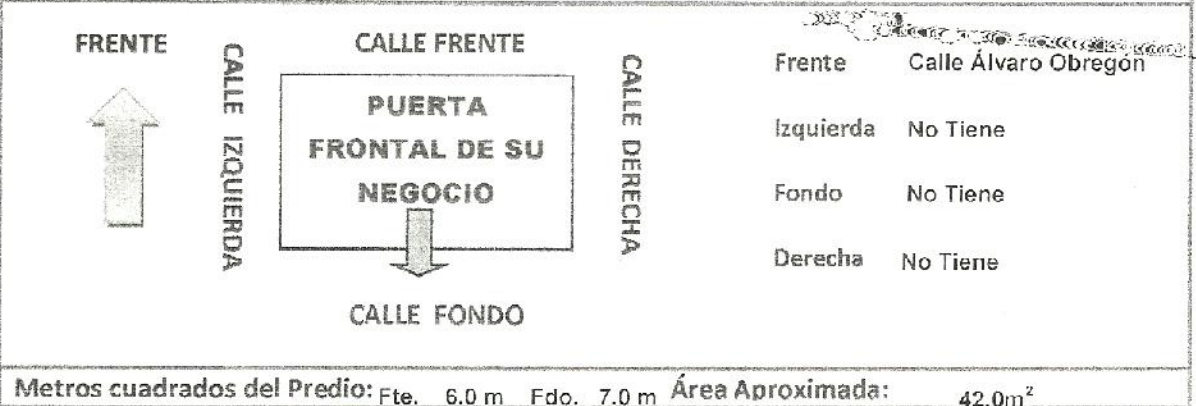 FRENTE
CALLE IZQUIERDA
CALLE FRENTE
PUERTA
FRONTAL DE SU
NEGOCIO
CALLE FONDO
CALLE DERECHA
Frente Calle Álvaro Obregón
Izquierda No Tiene
Fondo No Tiene
Derecha No Tiene
Metros cuadrados del Predio: Fte. 6.0 m Fdo. 7.0 m Área Aproximada: 42.0m²